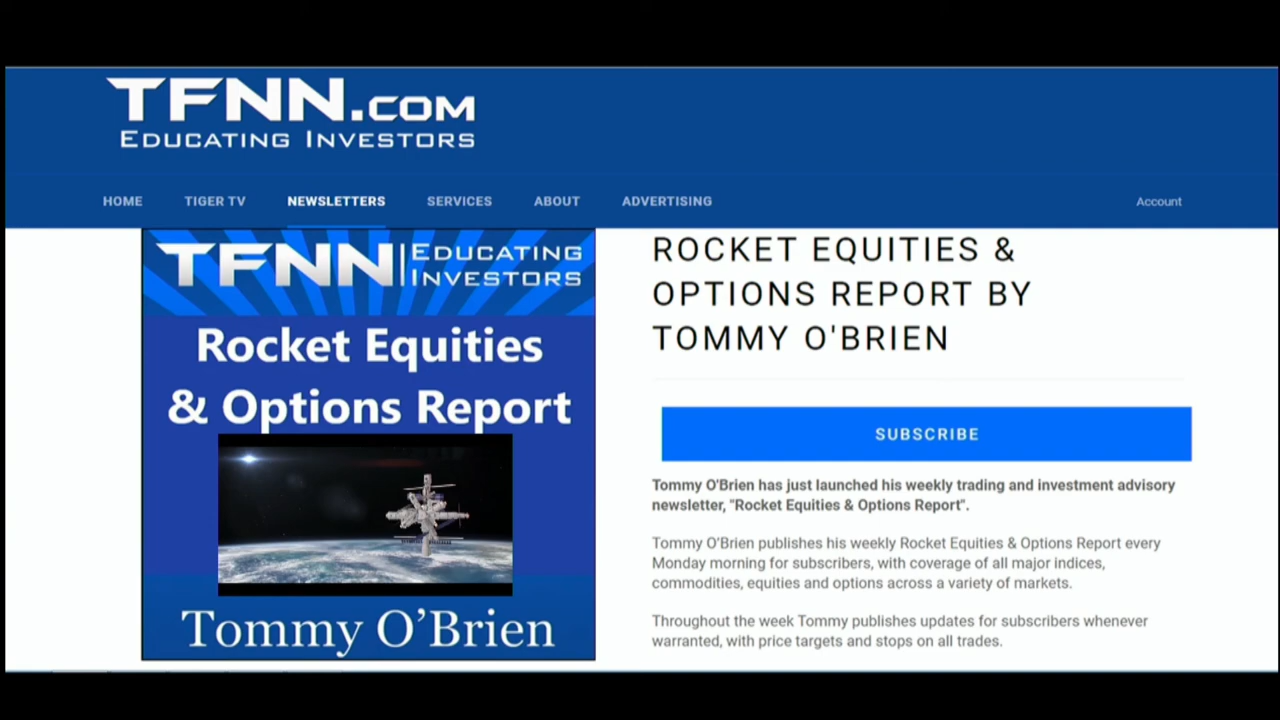 TFNN.COM
EDUCATING INVESTORS
HOME TIGER TV NEWSLETTERS SERVICES ABOUT ADVERTISING Account
TFNN | EDUCATING
INVESTORS
Rocket Equities
& Options Report
Tommy O’Brien
ROCKET EQUITIES &
OPTIONS REPORT BY
TOMMY O'BRIEN
SUBSCRIBE
Tommy O'Brien has just launched his weekly trading and investment advisory
newsletter, "Rocket Equities & Options Report".
Tommy O’Brien publishes his weekly Rocket Equities & Options Report every
Monday morning for subscribers, with coverage of all major indices,
commodities, equities and options across a variety of markets.
Throughout the week Tommy publishes updates for subscribers whenever
warranted, with price targets and stops on all trades.